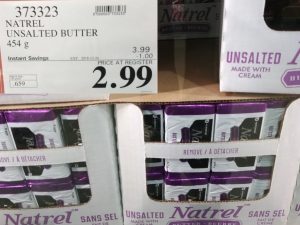 373323
NATREL
UNSALTED BUTTER
454 g
3.99
Instant Savings
-1.00
PRICE AT REGISTER
2.99
.659
UNSALTED
MADE WITH
CREAM
REMOVE / À DÉTACHER
À DÉTACHER
Natrel
SANS SEL
UNSALTED
Natrel
SANS SEL